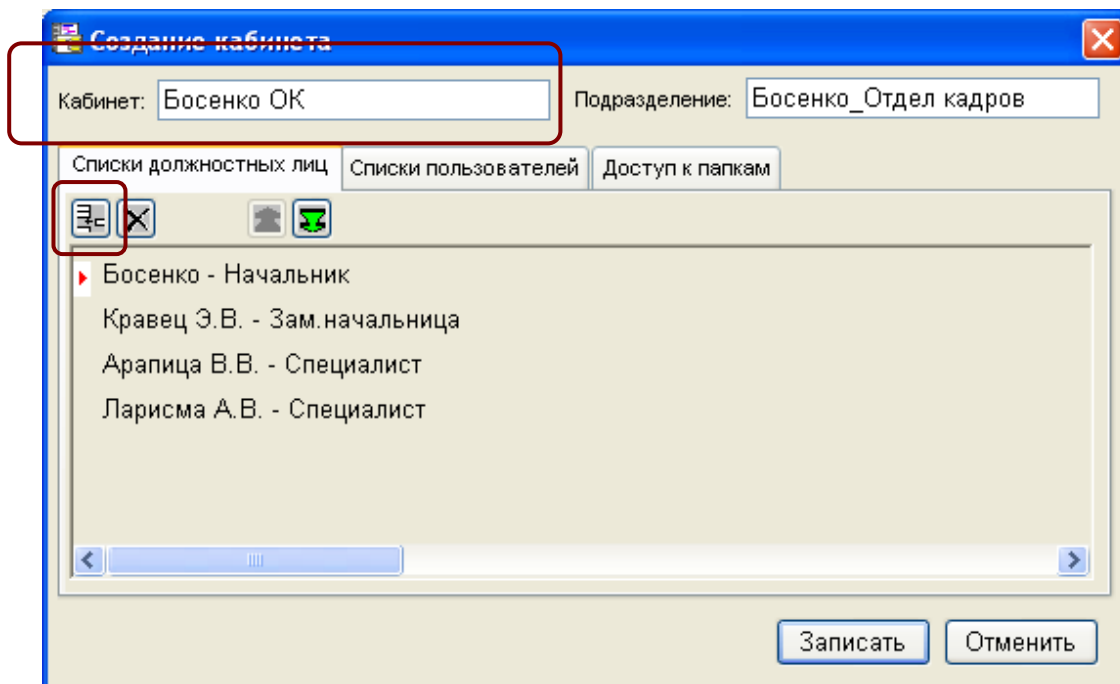 Создание кабинета
Кабинет: Босенко ОК Подразделение: Босенко_Отдел кадров
Списки должностных лиц Списки пользователей Доступ к папкам
Босенко - Начальник
Кравец Э.В. - Зам.начальница
Арапица В.В. - Специалист
Ларисма А.В. - Специалист
Записать Отменить